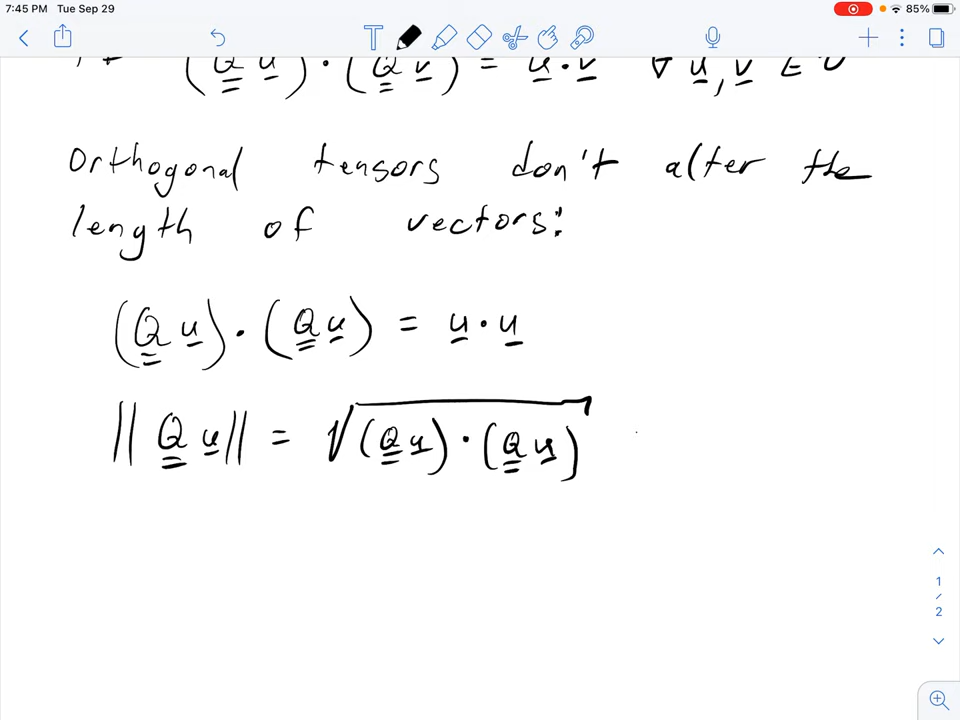 7:45 PM Tue Sep 29
85%
(Q u) · (Q v) = u · v ∀ u, v ∈
Orthogonal tensors don't alter the
length of vectors:
(Q u) · (Q u) = u · u
|| Q u || = √(Q u) · (Q u)
1
/
2